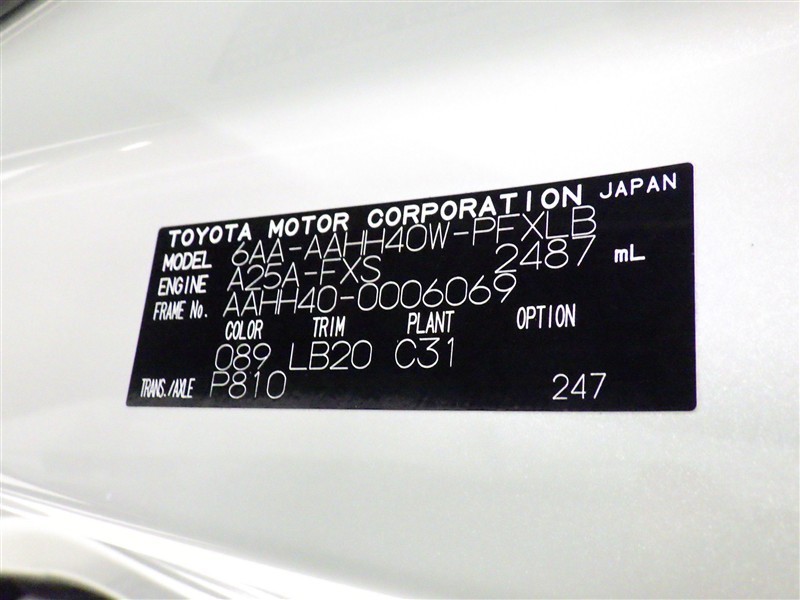 TOYOTA MOTOR CORPORATION JAPAN
MODEL 6AA-AAHH40W-PFXLB
ENGINE A25A-FXS 2487 mL
FRAME No. AAHH40-0006069
COLOR TRIM PLANT OPTION
089 LB20 C31
TRANS./AXLE P810 247